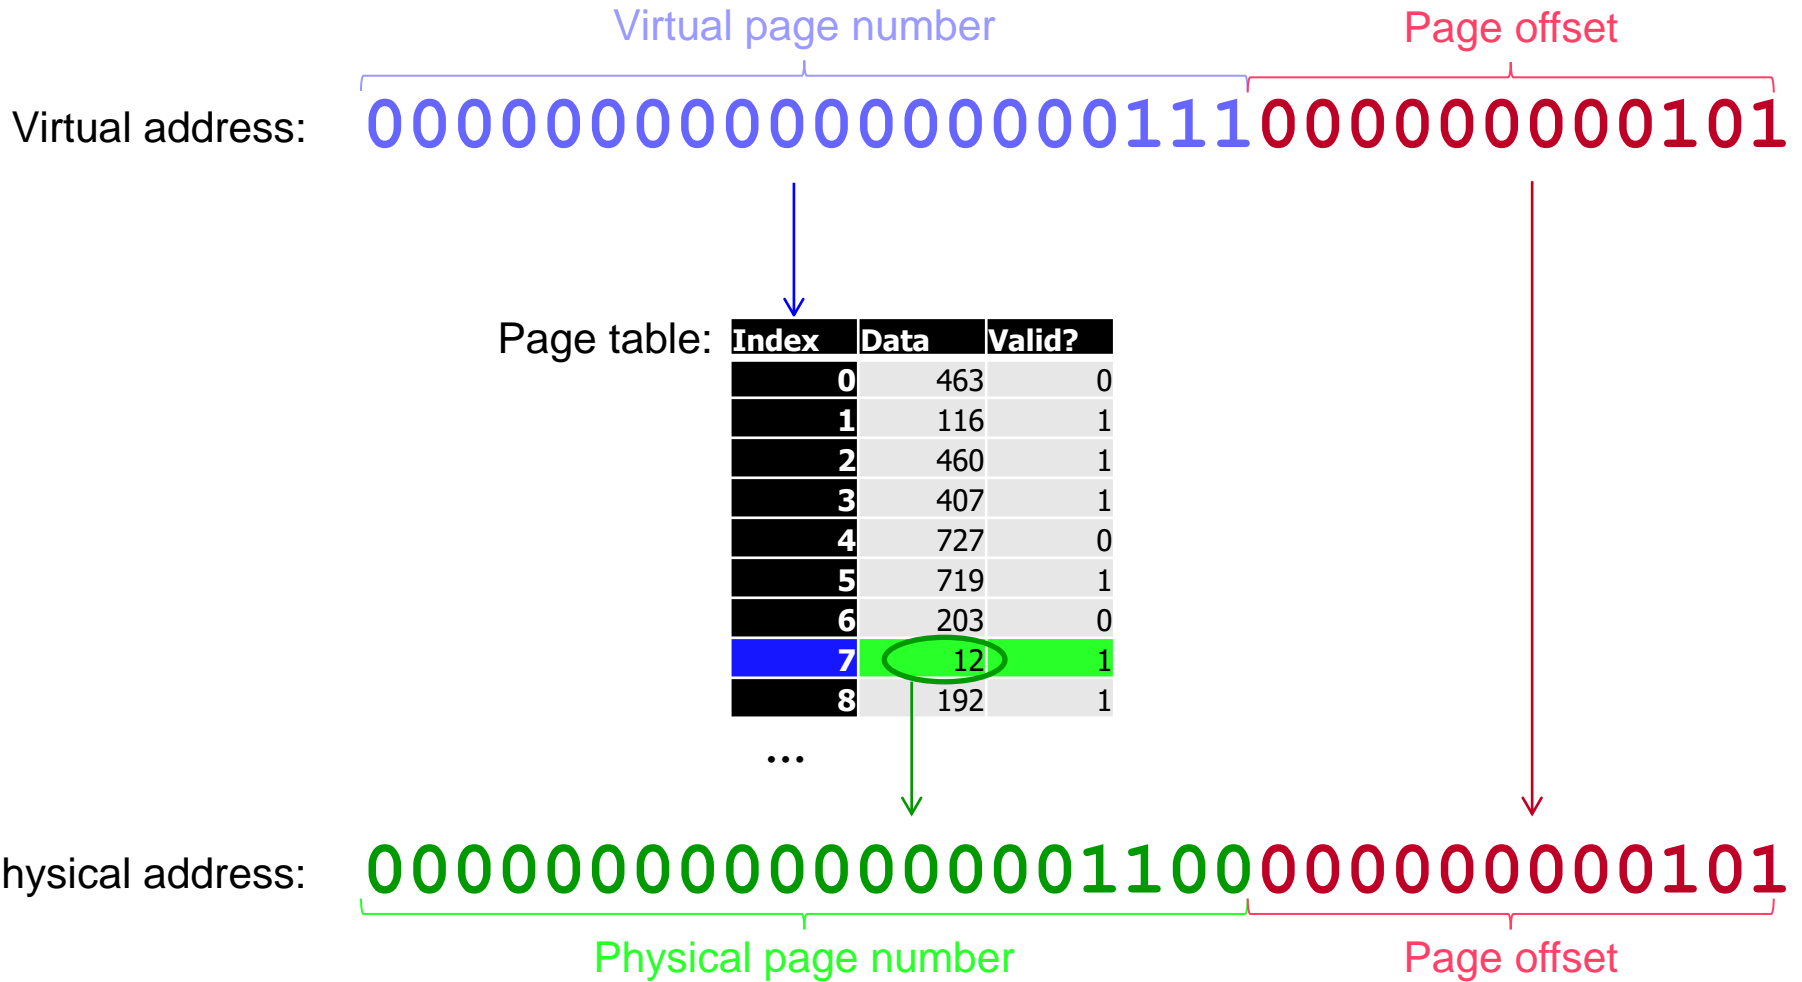 Virtual page number Page offset
Virtual address: 00000000000000000111000000000101
Page table: Index Data Valid?
0 463 0
1 116 1
2 460 1
3 407 1
4 727 0
5 719 1
6 203 0
7 12 1
8 192 1
...
hysical address: 00000000000000001100000000000101
Physical page number Page offset